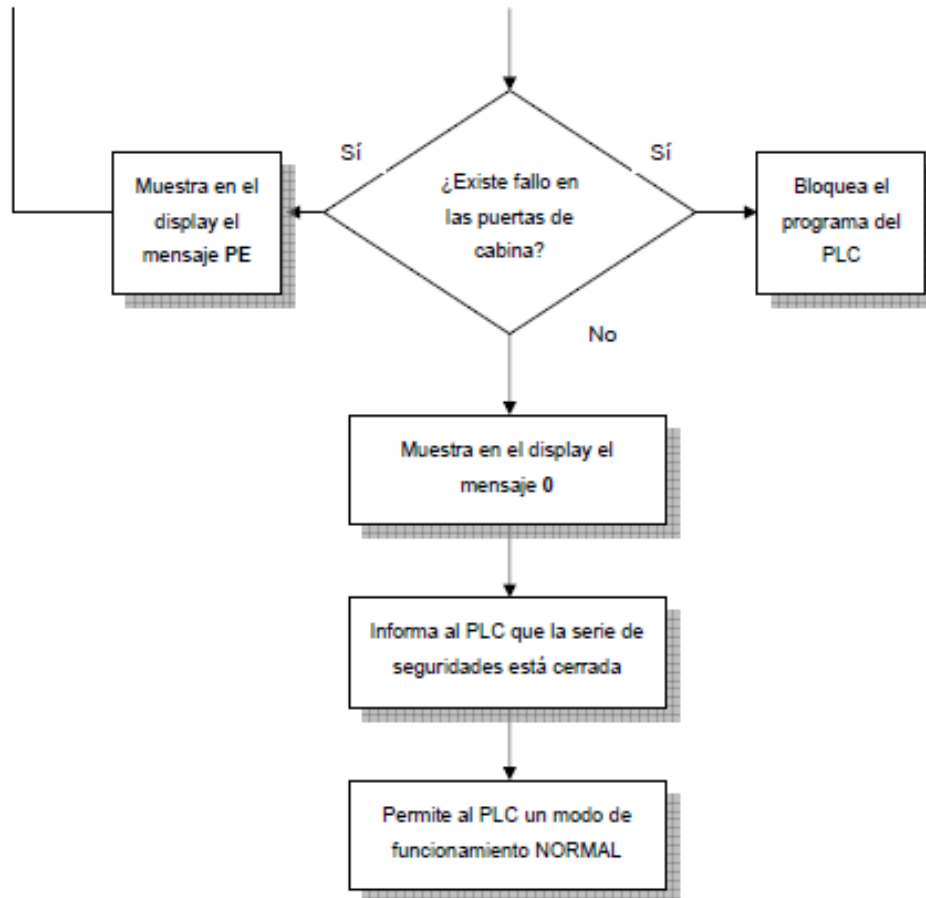 Sí
Sí
Muestra en el
display el
mensaje PE
¿Existe fallo en
las puertas de
cabina?
Bloquea el
programa del
PLC
No
Muestra en el display el
mensaje 0
Informa al PLC que la serie de
seguridades está cerrada
Permite al PLC un modo de
funcionamiento NORMAL